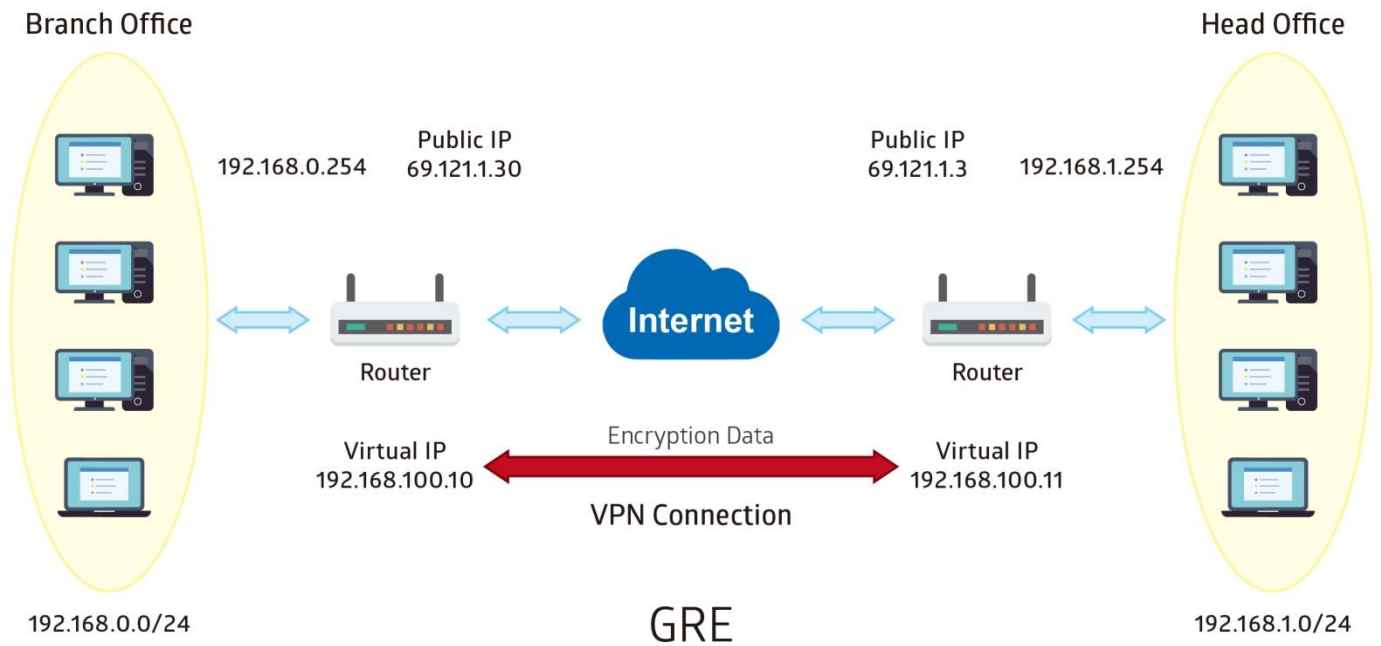 Branch Office
Head Office
Public IP
69.121.1.30
192.168.0.254
Public IP
69.121.1.3
192.168.1.254
Internet
Router
Router
Virtual IP
192.168.100.10
Encryption Data
VPN Connection
Virtual IP
192.168.100.11
192.168.0.0/24
GRE
192.168.1.0/24